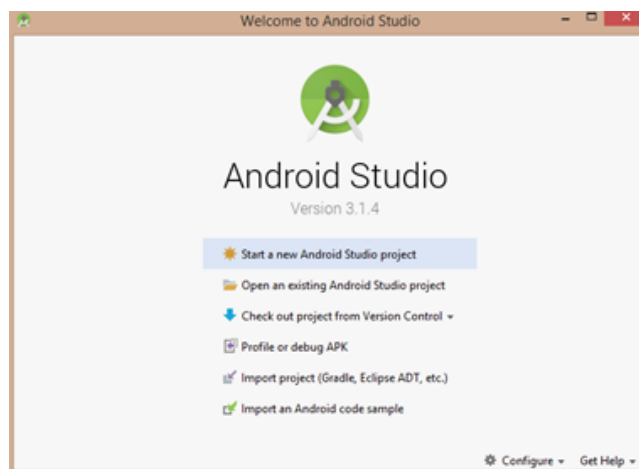 Welcome to Android Studio
Android Studio
Version 3.1.4
Start a new Android Studio project
Open an existing Android Studio project
Check out project from Version Control
Profile or debug APK
Import project (Gradle, Eclipse ADT, etc.)
Import an Android code sample
Configure Get Help